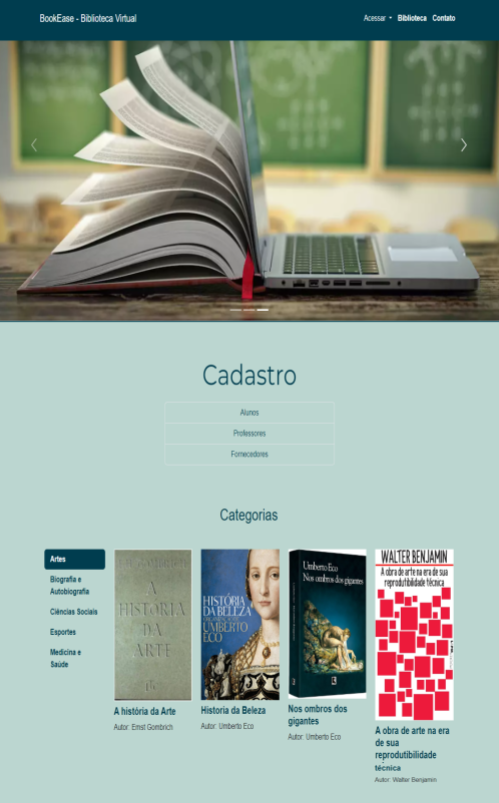 BookEase - Biblioteca Virtual
Acessar Biblioteca Contato
Cadastro
Alunos
Professores
Fornecedores
Categorias
Artes
Biografia e
Autobiografia
Ciências Sociais
Esportes
Medicina e
Saúde
A
HISTÓRIA
DA
ARTE
A história da Arte
Autor: Ernst Gombrich
HISTÓRIA
DA BELEZA
UMBERTO
ECO
Historia da Beleza
Autor: Umberto Eco
Umberto Eco
Nos ombros dos gigantes
Nos ombros dos
gigantes
Autor: Umberto Eco
WALTER BENJAMIN
A obra de arte na era de sua
reprodutibilidade técnica
A obra de arte na era
de sua
reprodutibilidade
técnica
Autor: Walter Benjamin